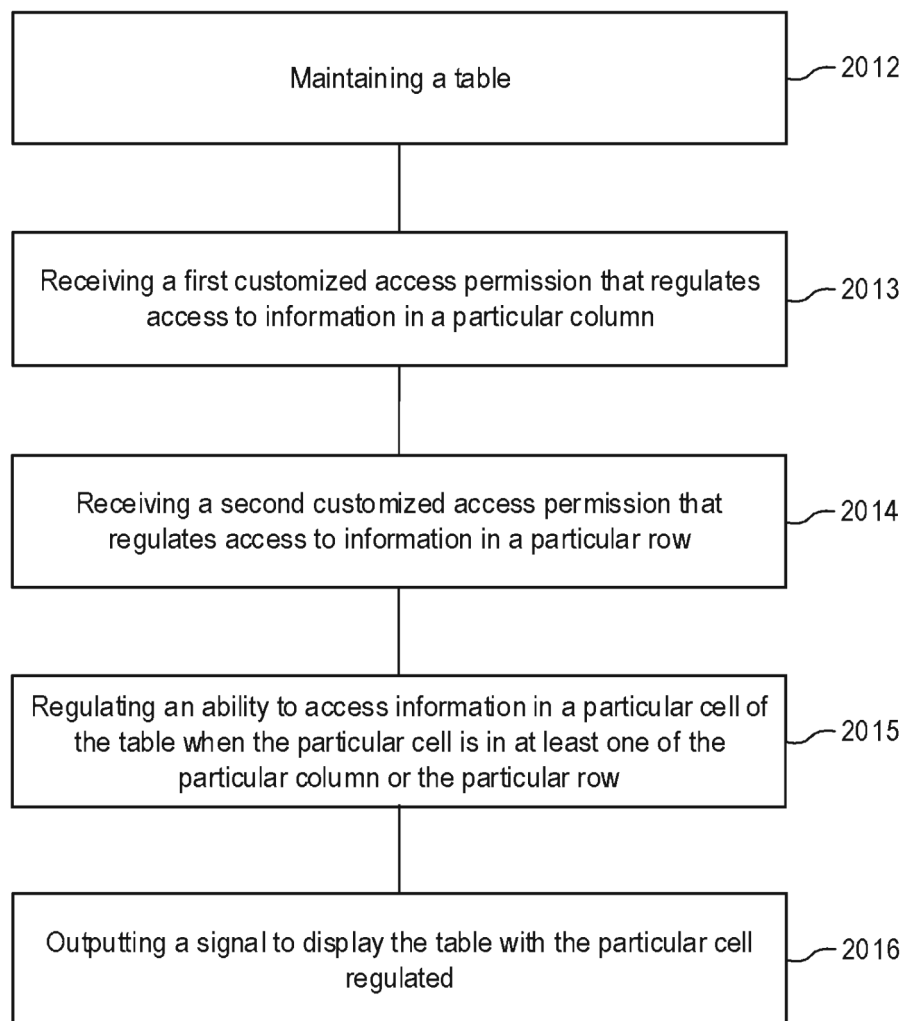 Maintaining a table
2012
Receiving a first customized access permission that regulates
access to information in a particular column
2013
Receiving a second customized access permission that
regulates access to information in a particular row
2014
Regulating an ability to access information in a particular cell of
the table when the particular cell is in at least one of the
particular column or the particular row
2015
Outputting a signal to display the table with the particular cell
regulated
2016